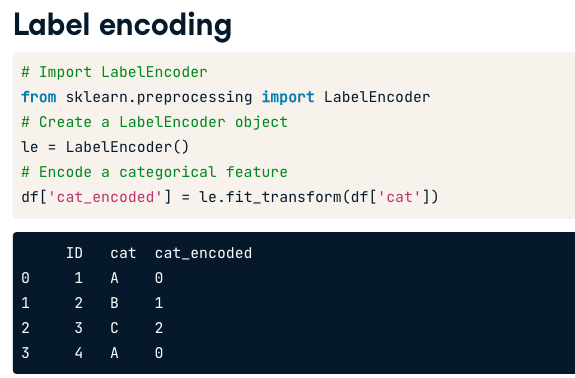 Label encoding
# Import LabelEncoder
from sklearn.preprocessing import LabelEncoder
# Create a LabelEncoder object
le = LabelEncoder()
# Encode a categorical feature
df['cat_encoded'] = le.fit_transform(df['cat'])
ID cat cat_encoded
0 1 A 0
1 2 B 1
2 3 C 2
3 4 A 0